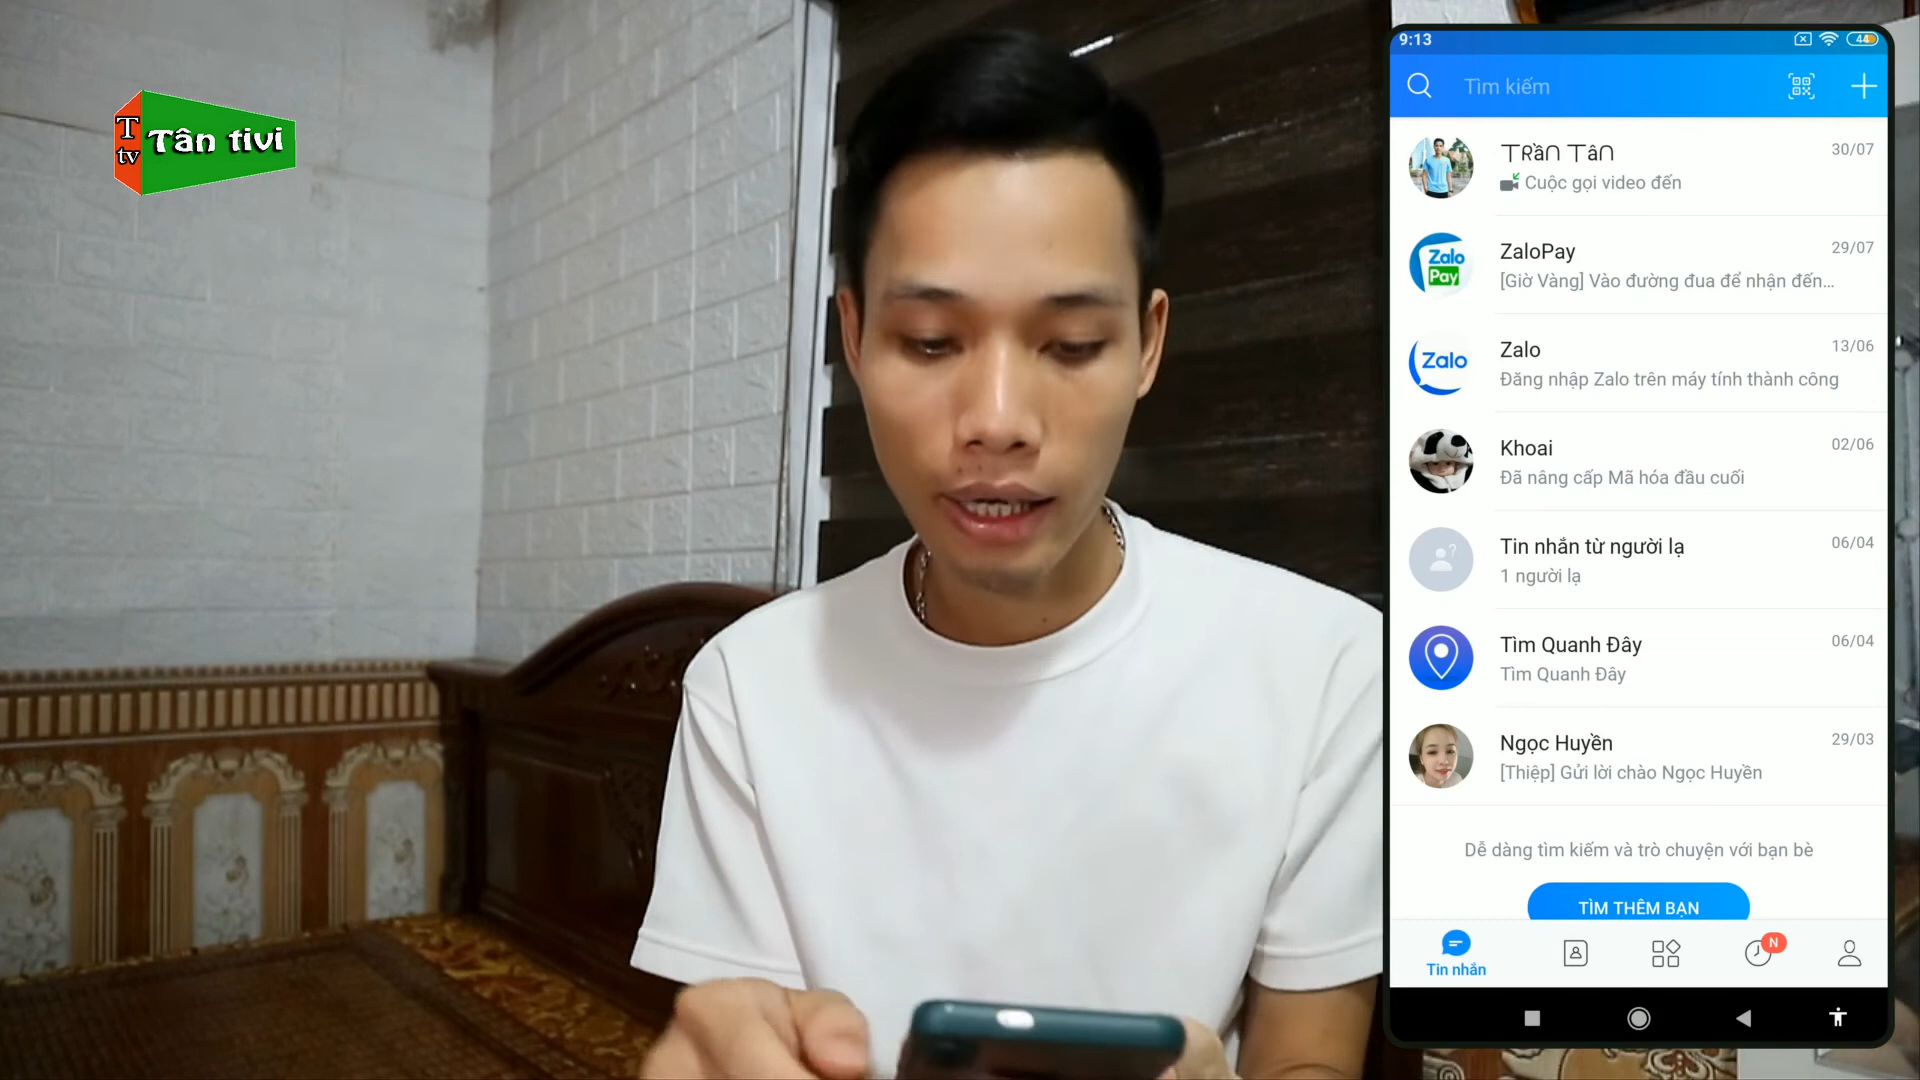 T
tv
Tân tivi
9:13
44
Tìm kiếm
Trần Tân
30/07
Cuộc gọi video đến
Zalo
Pay
ZaloPay
29/07
[Giờ Vàng] Vào đường đua để nhận đến...
Zalo
Zalo
13/06
Đăng nhập Zalo trên máy tính thành công
Khoai
02/06
Đã nâng cấp Mã hóa đầu cuối
Tin nhắn từ người lạ
06/04
1 người lạ
Tìm Quanh Đây
06/04
Tìm Quanh Đây
Ngọc Huyền
29/03
[Thiệp] Gửi lời chào Ngọc Huyền
Dễ dàng tìm kiếm và trò chuyện với bạn bè
TÌM THÊM BẠN
N
Tin nhắn